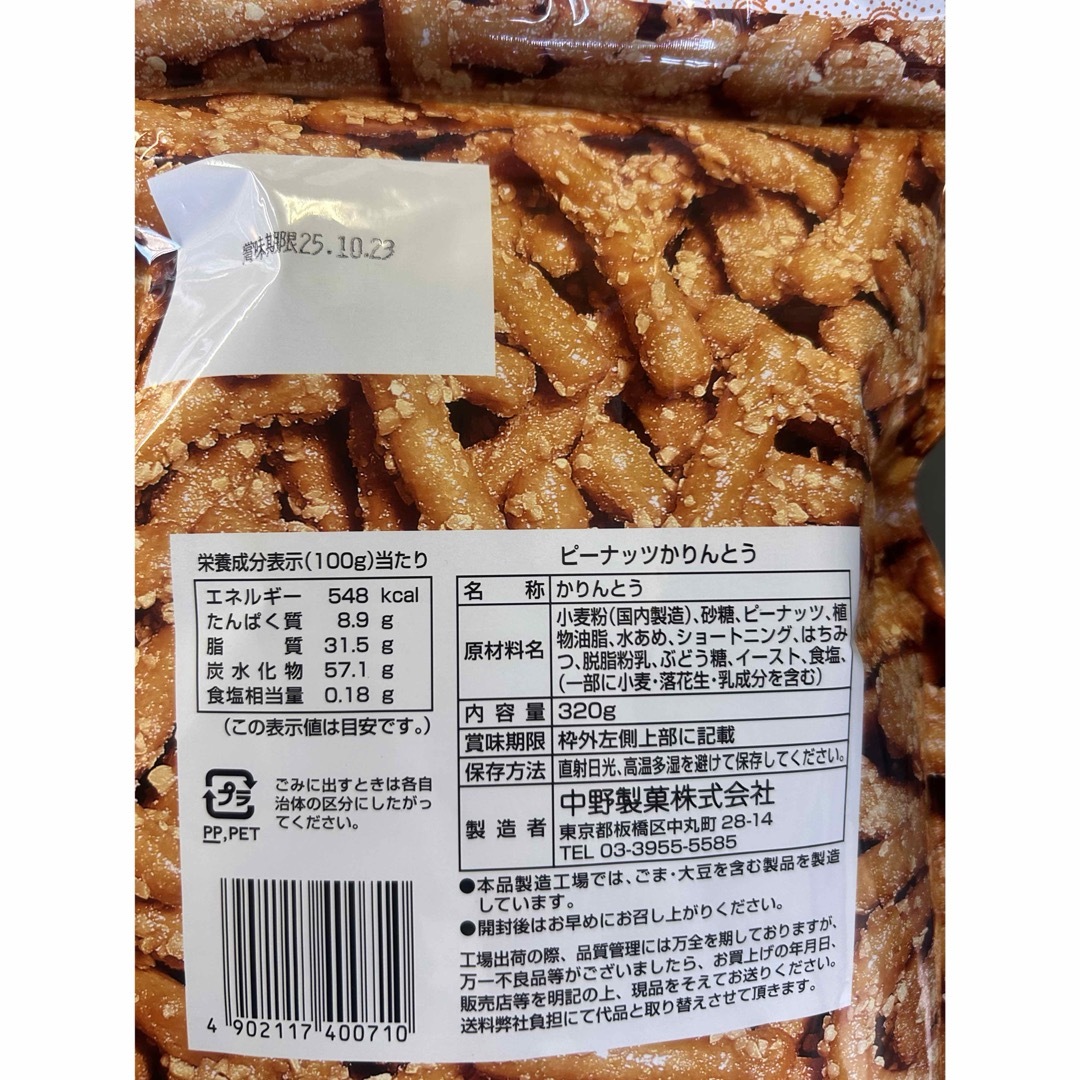 賞味期限25.10.23
栄養成分表示(100g)当たり
エネルギー 548 kcal
たんぱく質 8.9 g
脂質 31.5 g
炭水化物 57.1 g
食塩相当量 0.18 g
(この表示値は目安です。)
プラ
PP,PET
ごみに出すときは各自
治体の区分にしたがっ
てください。
4 902117 400710
ピーナッツかりんとう
名称 かりんとう
原材料名
小麦粉(国内製造)、砂糖、ピーナッツ、植
物油脂、水あめ、ショートニング、はちみ
つ、脱脂粉乳、ぶどう糖、イースト、食塩、
(一部に小麦・落花生・乳成分を含む)
内容量 320g
賞味期限 枠外左側上部に記載
保存方法 直射日光、高温多湿を避けて保存してください。
製造者
中野製菓株式会社
東京都板橋区中丸町 28-14
TEL 03-3955-5585
●本品製造工場では、ごま・大豆を含む製品を製造
しています。
●開封後はお早めにお召し上がりください。
工場出荷の際、品質管理には万全を期しておりますが、
万一不良品等がございましたら、お買上げの年月日、
販売店等を明記の上、現品をそえてお送りください。
送料弊社負担にて代品と取り替えさせて頂きます。